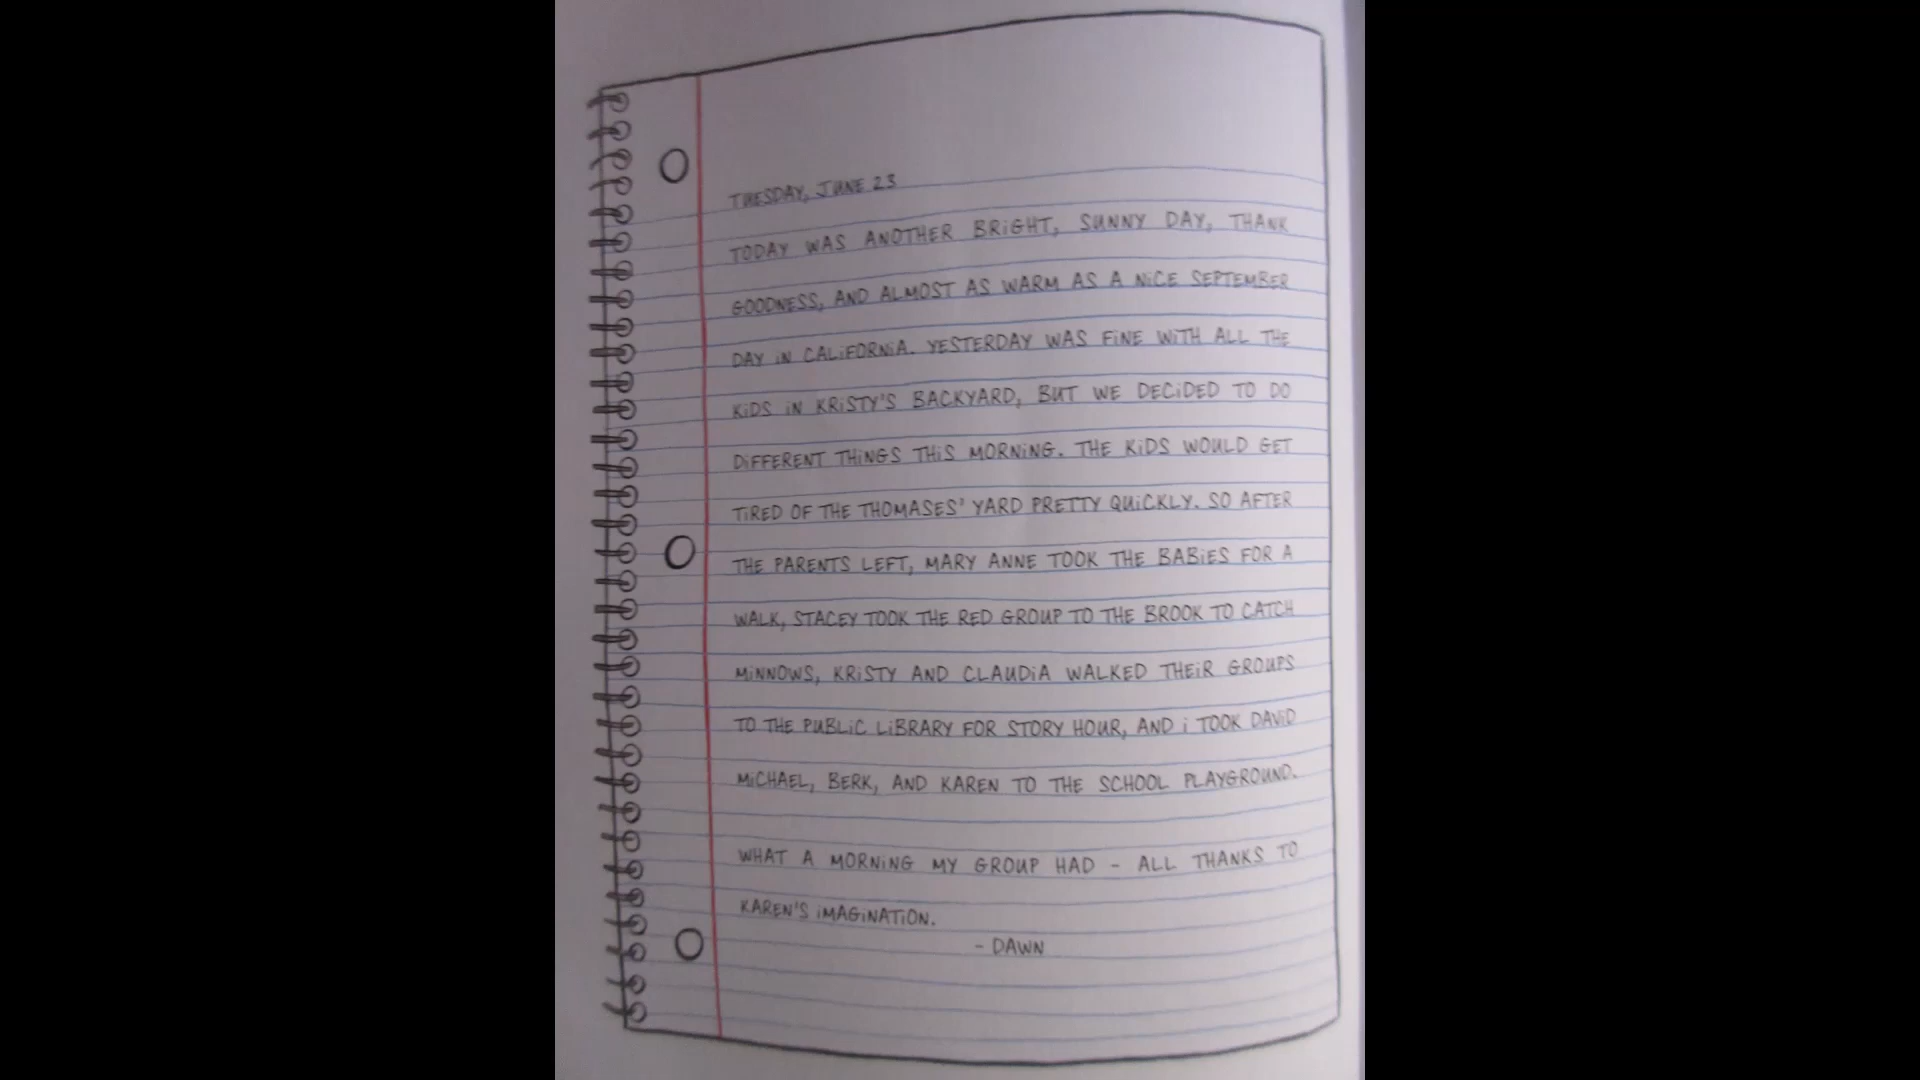 TUESDAY, JUNE 23
TODAY WAS ANOTHER BRiGHT, SUNNY DAY, THANK
GOODNESS, AND ALMOST AS WARM AS A NiCE SEPTEMBER
DAY iN CALiFORNiA. YESTERDAY WAS FiNE WiTH ALL THE
KiDS iN KRiSTY'S BACKYARD, BUT WE DECiDED TO DO
DiFFERENT THiNGS THiS MORNiNG. THE KiDS WOULD GET
TiRED OF THE THOMASES' YARD PRETTY QUiCKLY. SO AFTER
THE PARENTS LEFT, MARY ANNE TOOK THE BABiES FOR A
WALK, STACEY TOOK THE RED GROUP TO THE BROOK TO CATCH
MiNNOWS, KRiSTY AND CLAUDiA WALKED THEiR GROUPS
TO THE PUBLiC LiBRARY FOR STORY HOUR, AND i TOOK DAViD
MiCHAEL, BERK, AND KAREN TO THE SCHOOL PLAYGROUND.
WHAT A MORNiNG MY GROUP HAD - ALL THANKS TO
KAREN'S iMAGiNATiON.
- DAWN